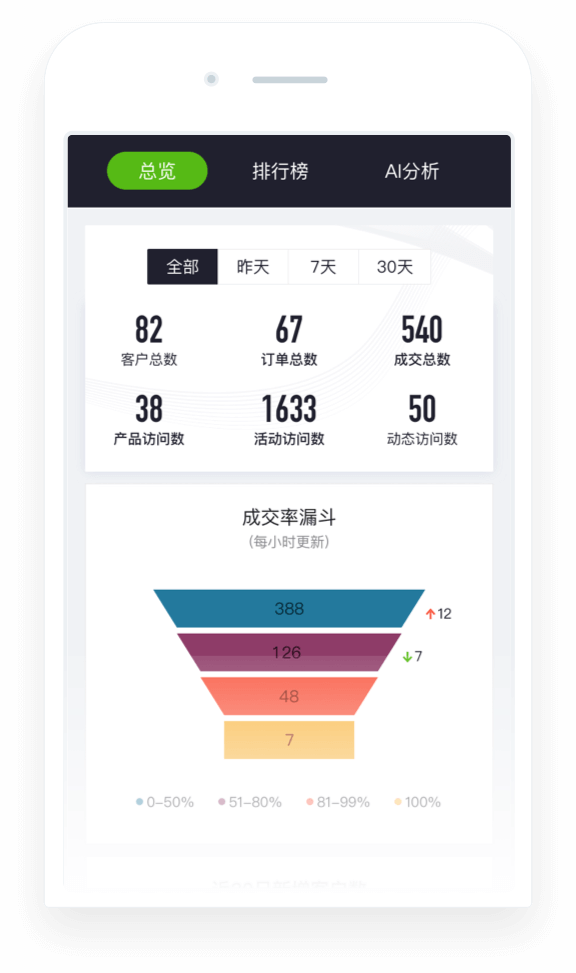 总览 排行榜 AI分析
全部 昨天 7天 30天
82 67 540
客户总数 订单总数 成交总数
38 1633 50
产品访问数 活动访问数 动态访问数
成交率漏斗
(每小时更新)
388
12
126
7
48
7
0–50% 51–80% 81–99% 100%